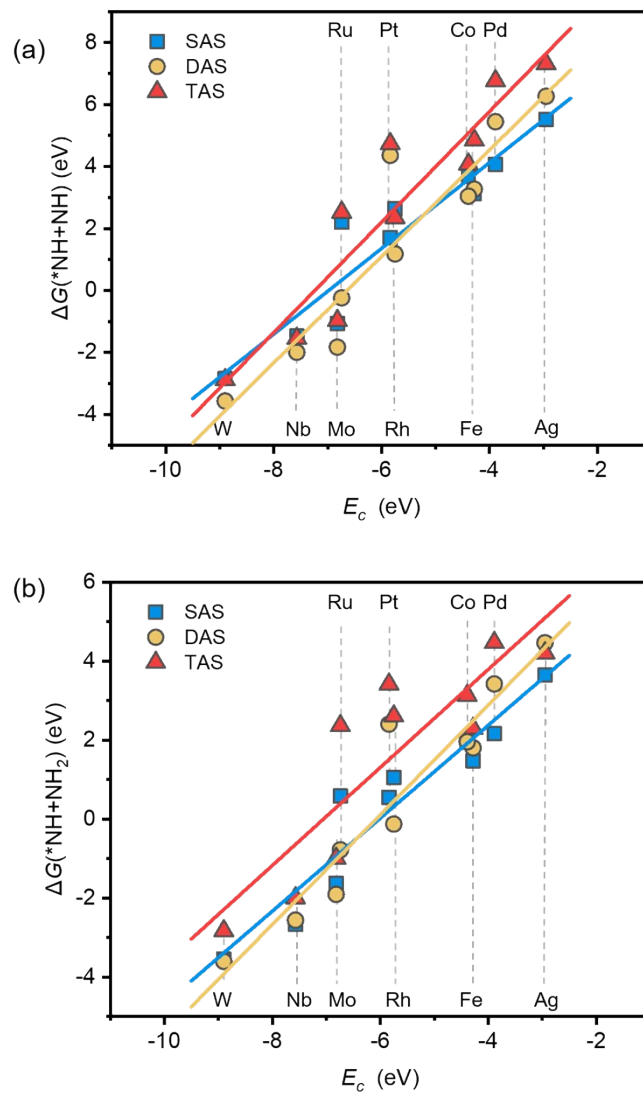 (a)
Ru Pt Co Pd
SAS
DAS
TAS
8
6
4
2
0
-2
-4
ΔG(*NH+NH) (eV)
W Nb Mo Rh Fe Ag
-10 -8 -6 -4 -2
E_c (eV)
(b)
Ru Pt Co Pd
SAS
DAS
TAS
6
4
2
0
-2
-4
ΔG(*NH+NH₂) (eV)
W Nb Mo Rh Fe Ag
-10 -8 -6 -4 -2
E_c (eV)